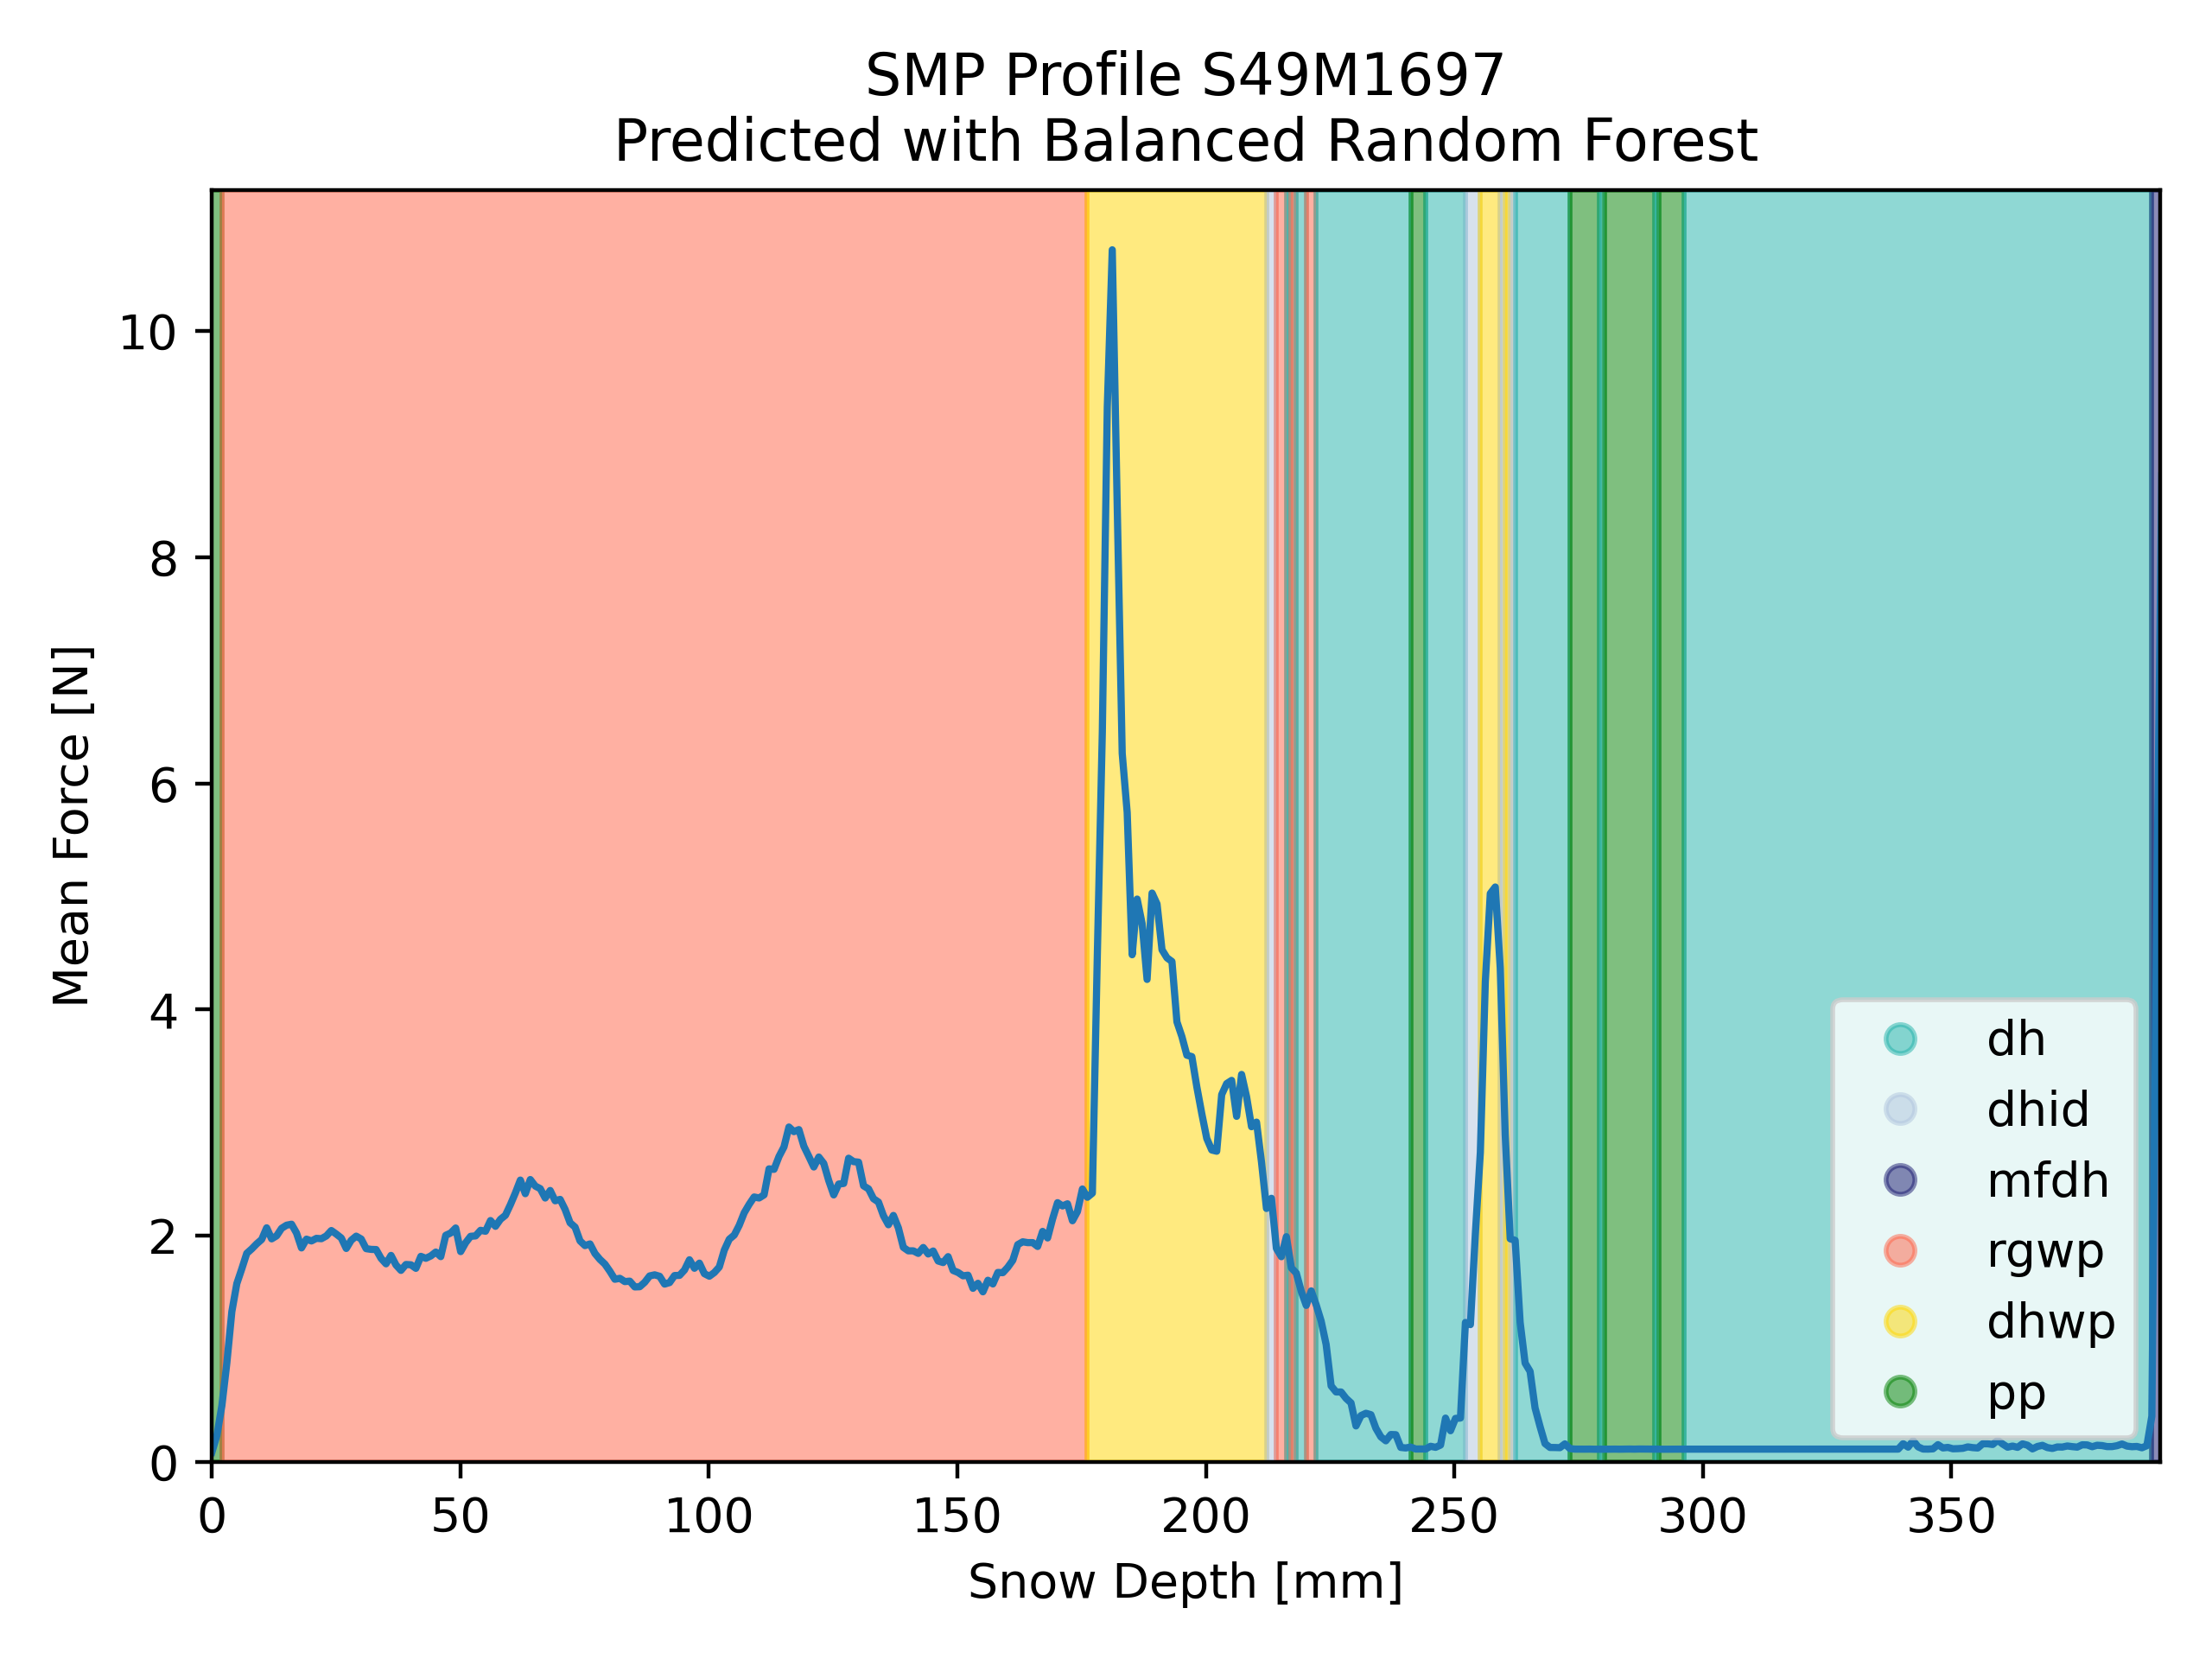 SMP Profile S49M1697
Predicted with Balanced Random Forest
Mean Force [N]
10
8
6
4
2
0
dh
dhid
mfdh
rgwp
dhwp
pp
0
50
100
150
200
250
300
350
Snow Depth [mm]